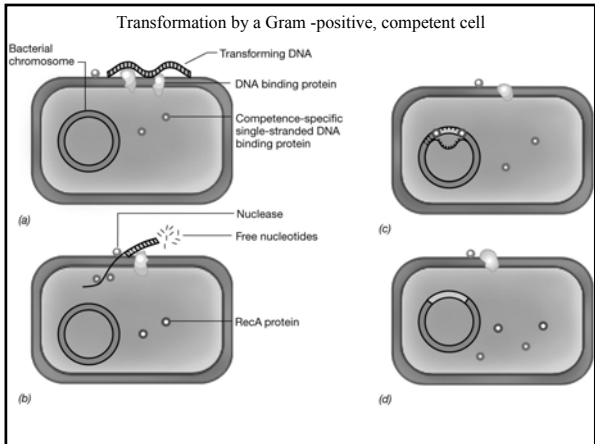 Transformation by a Gram -positive, competent cell
Bacterial
chromosome
Transforming DNA
DNA binding protein
Competence-specific
single-stranded DNA
binding protein
(a)
Nuclease
Free nucleotides
RecA protein
(b)
(c)
(d)